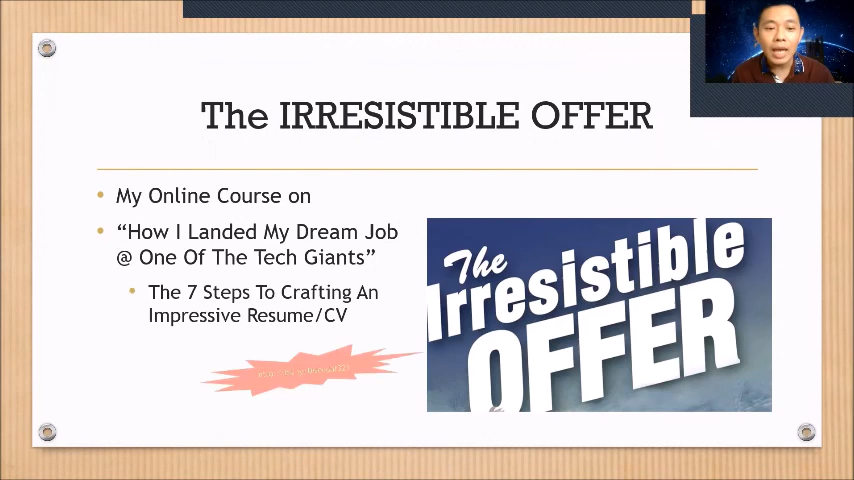 The IRRESISTIBLE OFFER
My Online Course on
“How I Landed My Dream Job
@ One Of The Tech Giants”
The 7 Steps To Crafting An
Impressive Resume/CV
The
Irresistible
OFFER